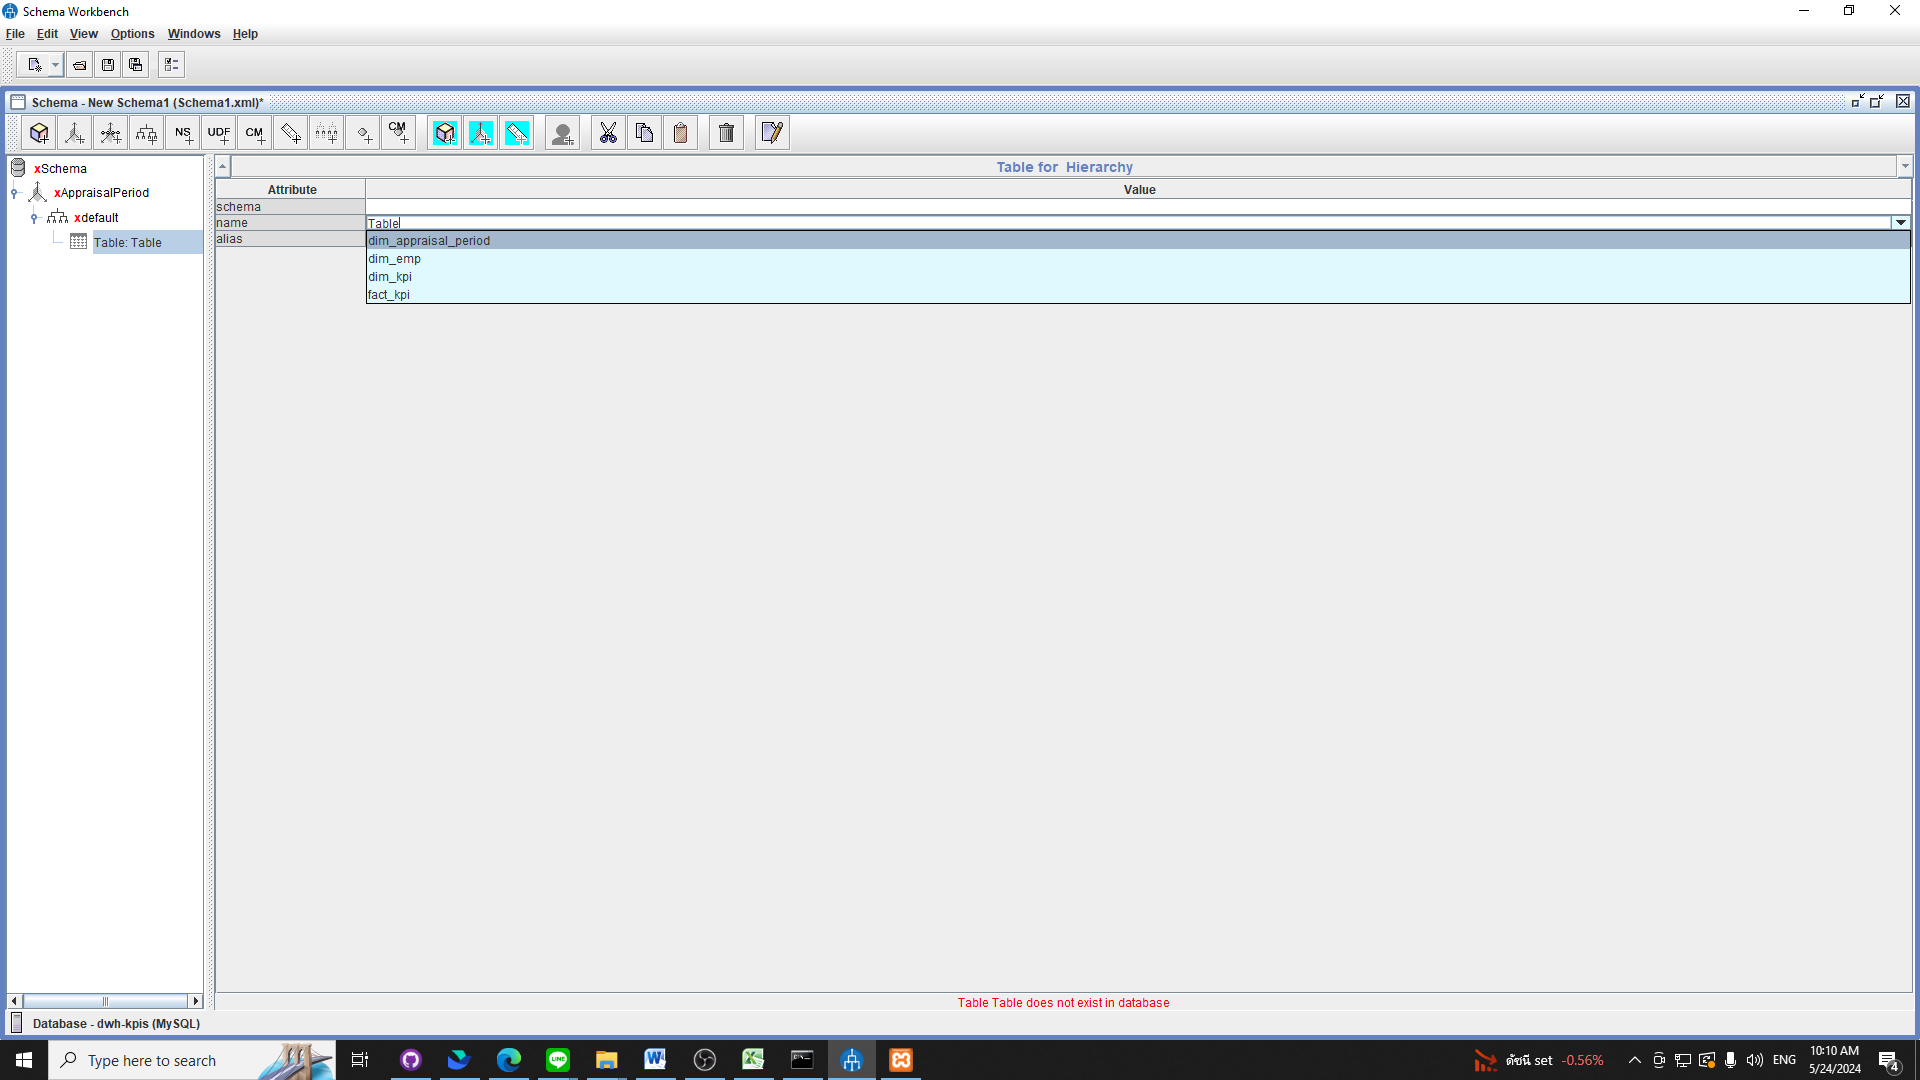 Schema Workbench
File Edit View Options Windows Help
Schema - New Schema1 (Schema1.xml)*
NS UDF CM CM
xSchema
xAppraisalPeriod
xdefault
Table: Table
Table for Hierarchy
Attribute Value
schema
name Table
alias
dim_appraisal_period
dim_emp
dim_kpi
fact_kpi
Table Table does not exist in database
Database - dwh-kpis (MySQL)
Type here to search
ดัชนี set -0.56%
ENG
10:10 AM
5/24/2024
4